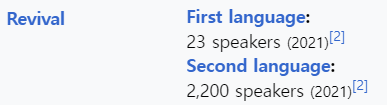 Revival
First language:
23 speakers (2021)[2]
Second language:
2,200 speakers (2021)[2]